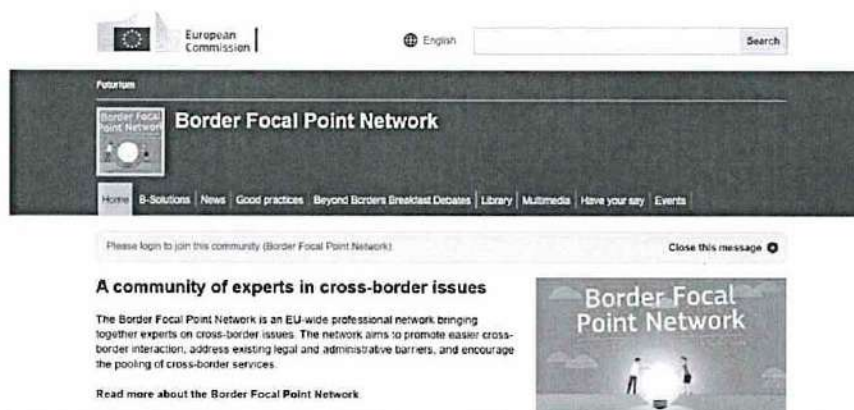 European
Commission
English
Search
Futurium
Border Focal
Point Network
Border Focal Point Network
Home B-Solutions News Good practices Beyond Borders Breakfast Debates Library Multimedia Have your say Events
Please login to join this community (Border Focal Point Network)
Close this message
A community of experts in cross-border issues
The Border Focal Point Network is an EU-wide professional network bringing
together experts on cross-border issues. The network aims to promote easier cross-
border interaction, address existing legal and administrative barriers, and encourage
the pooling of cross-border services.
Read more about the Border Focal Point Network
Border Focal
Point Network